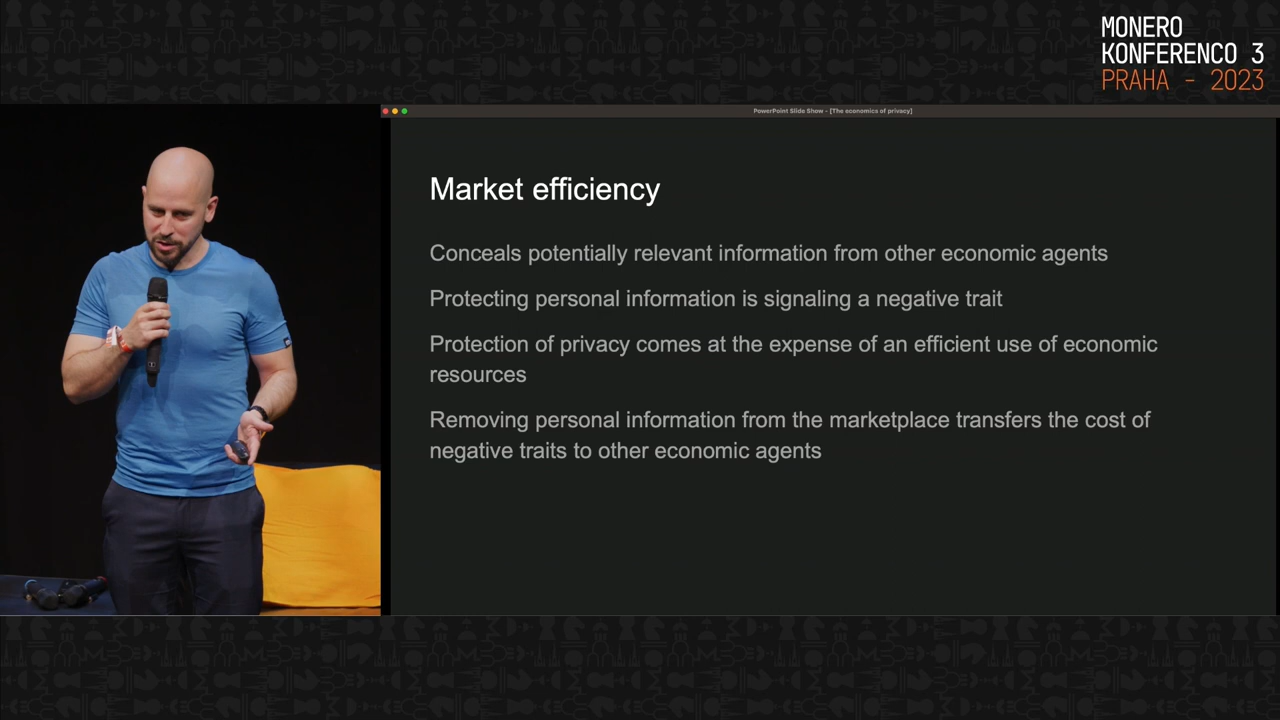 MONERO
KONFERENCO 3
PRAHA - 2023
PowerPoint Slide Show - [The economics of privacy]
Market efficiency
Conceals potentially relevant information from other economic agents
Protecting personal information is signaling a negative trait
Protection of privacy comes at the expense of an efficient use of economic
resources
Removing personal information from the marketplace transfers the cost of
negative traits to other economic agents